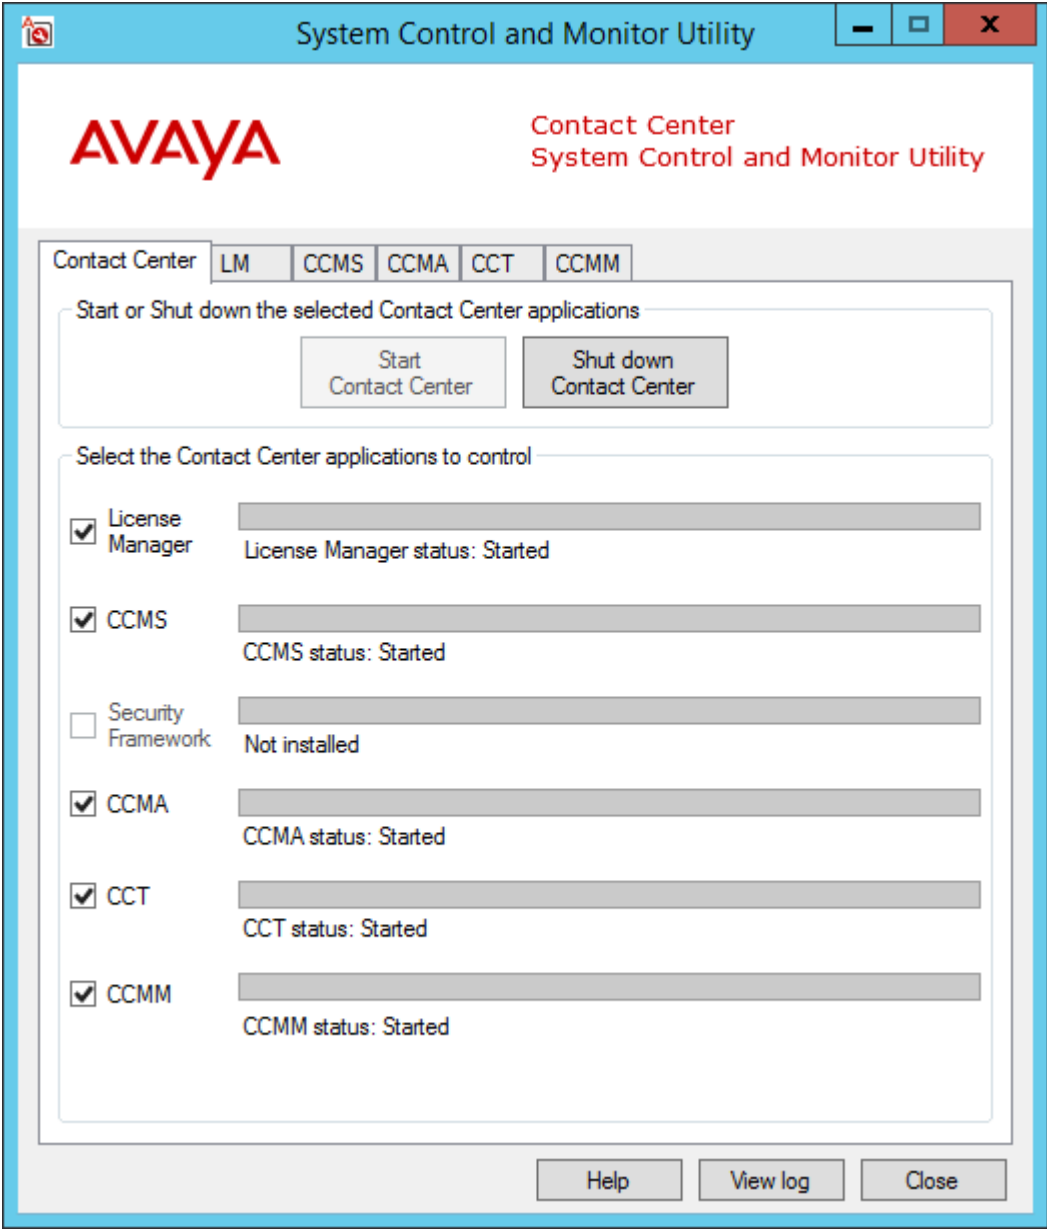 System Control and Monitor Utility
AVAYA
Contact Center
System Control and Monitor Utility
Contact Center LM CCMS CCMA CCT CCMM
Start or Shut down the selected Contact Center applications
Start
Contact Center
Shut down
Contact Center
Select the Contact Center applications to control
License
Manager
License Manager status: Started
CCMS
CCMS status: Started
Security
Framework
Not installed
CCMA
CCMA status: Started
CCT
CCT status: Started
CCMM
CCMM status: Started
Help View log Close